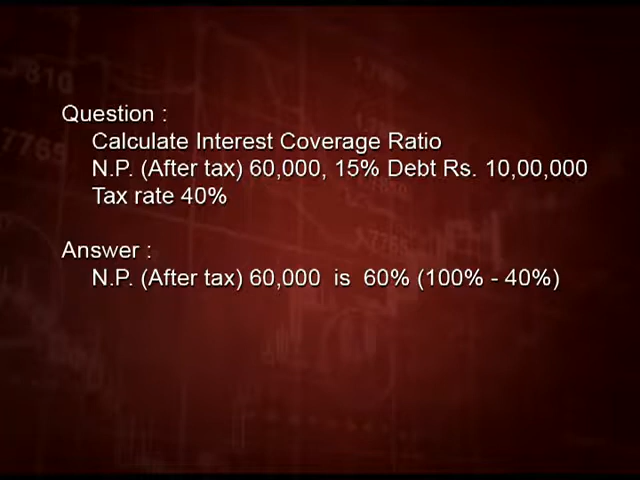 Question :
Calculate Interest Coverage Ratio
N.P. (After tax) 60,000, 15% Debt Rs. 10,00,000
Tax rate 40%
Answer :
N.P. (After tax) 60,000 is 60% (100% - 40%)